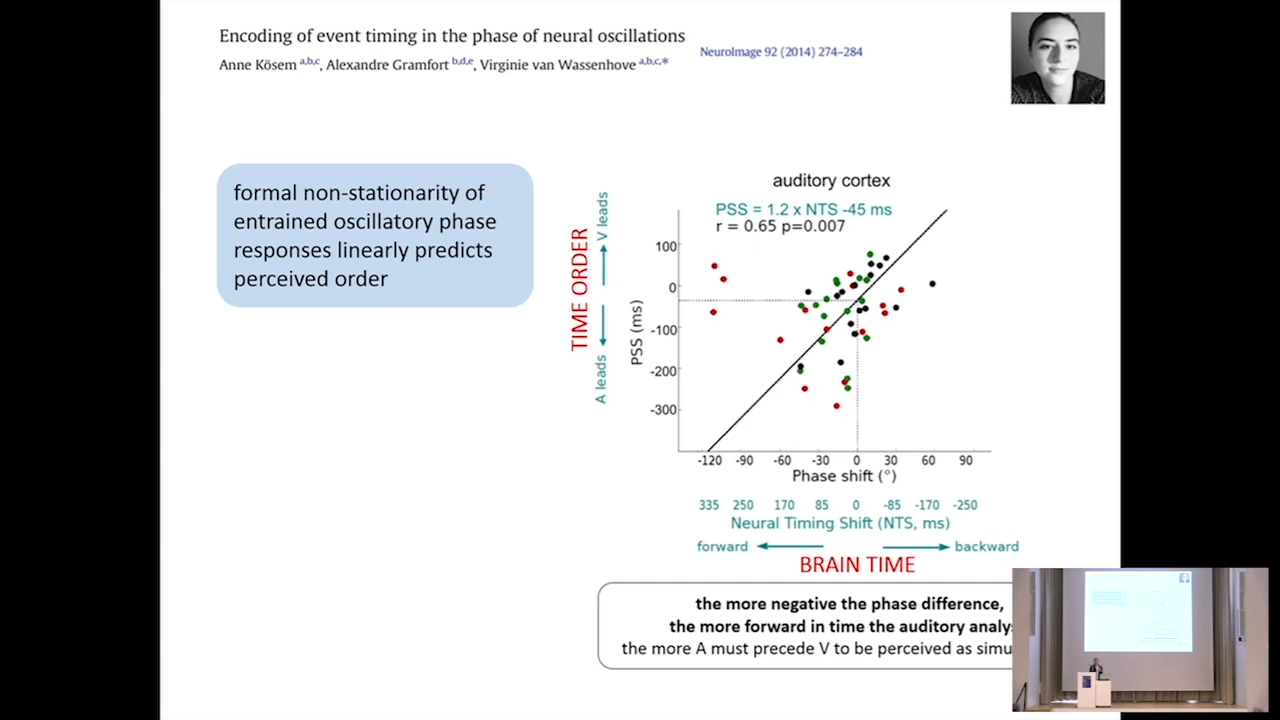 Encoding of event timing in the phase of neural oscillations
Anne Kösem a,b,c, Alexandre Gramfort b,d,e, Virginie van Wassenhove a,b,c,*
NeuroImage 92 (2014) 274–284
formal non-stationarity of
entrained oscillatory phase
responses linearly predicts
perceived order
auditory cortex
PSS = 1.2 x NTS -45 ms
r = 0.65 p=0.007
TIME ORDER
A leads
V leads
PSS (ms)
100
0
-100
-200
-300
-120 -90 -60 -30 0 30 60 90
Phase shift (°)
335 250 170 85 0 -85 -170 -250
Neural Timing Shift (NTS, ms)
forward
backward
BRAIN TIME
the more negative the phase difference,
the more forward in time the auditory
the more A must precede V to be perceived as